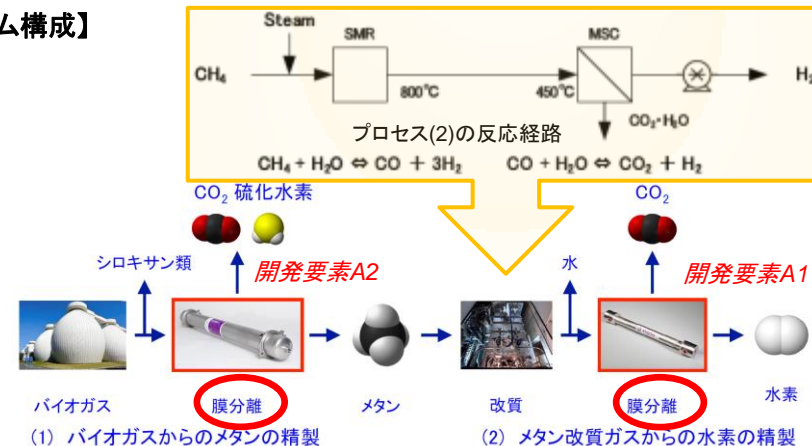 ム構成】
Steam
SMR
MSC
CH₄
800℃
450℃
H₂
CO₂・H₂O
プロセス(2)の反応経路
CH₄ + H₂O ⇔ CO + 3H₂
CO + H₂O ⇔ CO₂ + H₂
CO₂ 硫化水素
CO₂
シロキサン類
開発要素A2
水
開発要素A1
バイオガス
膜分離
メタン
改質
膜分離
水素
(1) バイオガスからのメタンの精製
(2) メタン改質ガスからの水素の精製